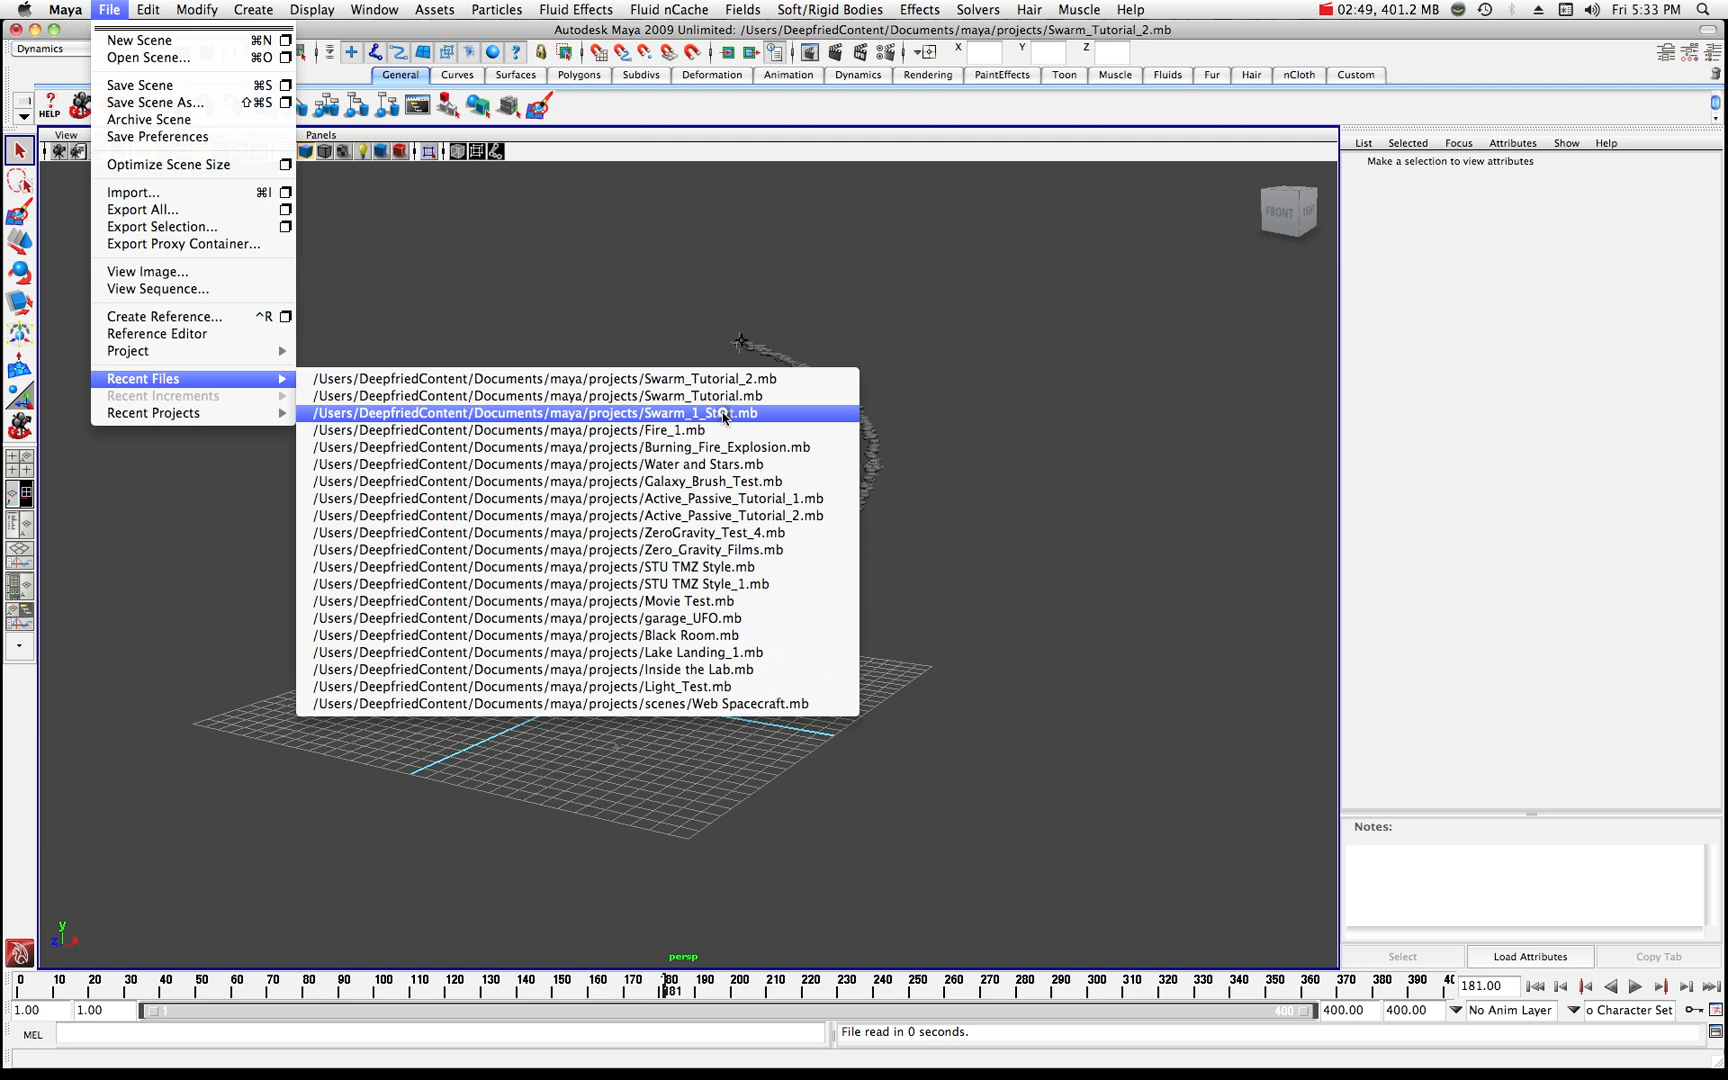 Maya File Edit Modify Create Display Window Assets Particles Fluid Effects Fluid nCache Fields Soft/Rigid Bodies Effects Solvers Hair Muscle Help 02:49, 401.2 MB Fri 5:33 PM
Autodesk Maya 2009 Unlimited: /Users/DeepfriedContent/Documents/maya/projects/Swarm_Tutorial_2.mb
Dynamics X Y Z
General Curves Surfaces Polygons Subdivs Deformation Animation Dynamics Rendering PaintEffects Toon Muscle Fluids Fur Hair nCloth Custom
HELP
View Panels
New Scene ⌘N
Open Scene... ⌘O
Save Scene ⌘S
Save Scene As... ⇧⌘S
Archive Scene
Save Preferences
Optimize Scene Size
Import... ⌘I
Export All...
Export Selection...
Export Proxy Container...
View Image...
View Sequence...
Create Reference... ^R
Reference Editor
Project
Recent Files
Recent Increments
Recent Projects
/Users/DeepfriedContent/Documents/maya/projects/Swarm_Tutorial_2.mb
/Users/DeepfriedContent/Documents/maya/projects/Swarm_Tutorial.mb
/Users/DeepfriedContent/Documents/maya/projects/Swarm_1_Start.mb
/Users/DeepfriedContent/Documents/maya/projects/Fire_1.mb
/Users/DeepfriedContent/Documents/maya/projects/Burning_Fire_Explosion.mb
/Users/DeepfriedContent/Documents/maya/projects/Water and Stars.mb
/Users/DeepfriedContent/Documents/maya/projects/Galaxy_Brush_Test.mb
/Users/DeepfriedContent/Documents/maya/projects/Active_Passive_Tutorial_1.mb
/Users/DeepfriedContent/Documents/maya/projects/Active_Passive_Tutorial_2.mb
/Users/DeepfriedContent/Documents/maya/projects/ZeroGravity_Test_4.mb
/Users/DeepfriedContent/Documents/maya/projects/Zero_Gravity_Films.mb
/Users/DeepfriedContent/Documents/maya/projects/STU TMZ Style.mb
/Users/DeepfriedContent/Documents/maya/projects/STU TMZ Style_1.mb
/Users/DeepfriedContent/Documents/maya/projects/Movie Test.mb
/Users/DeepfriedContent/Documents/maya/projects/garage_UFO.mb
/Users/DeepfriedContent/Documents/maya/projects/Black Room.mb
/Users/DeepfriedContent/Documents/maya/projects/Lake Landing_1.mb
/Users/DeepfriedContent/Documents/maya/projects/Inside the Lab.mb
/Users/DeepfriedContent/Documents/maya/projects/Light_Test.mb
/Users/DeepfriedContent/Documents/maya/projects/scenes/Web Spacecraft.mb
FRONT
List Selected Focus Attributes Show Help
Make a selection to view attributes
Notes:
Select Load Attributes Copy Tab
y
z x
persp
0 10 20 30 40 50 60 70 80 90 100 110 120 130 140 150 160 170 180 190 200 210 220 230 240 250 260 270 280 290 300 310 320 330 340 350 360 370 380 390 40
181.00
1.00 1.00 1 400 400.00 400.00 No Anim Layer o Character Set
MEL File read in 0 seconds.